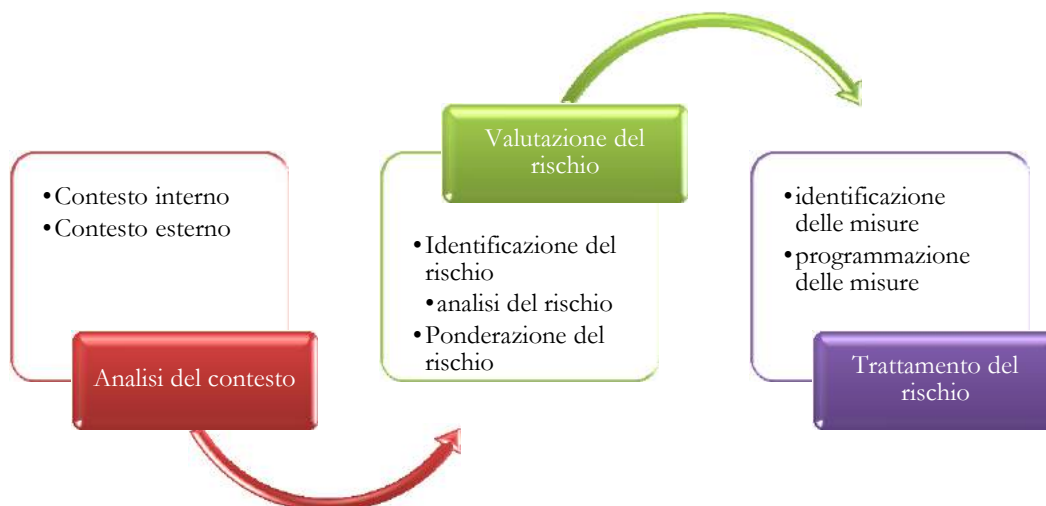 •Contesto interno
•Contesto esterno
Analisi del contesto
Valutazione del
rischio
•Identificazione del
rischio
•analisi del rischio
•Ponderazione del
rischio
•identificazione
delle misure
•programmazione
delle misure
Trattamento del
rischio